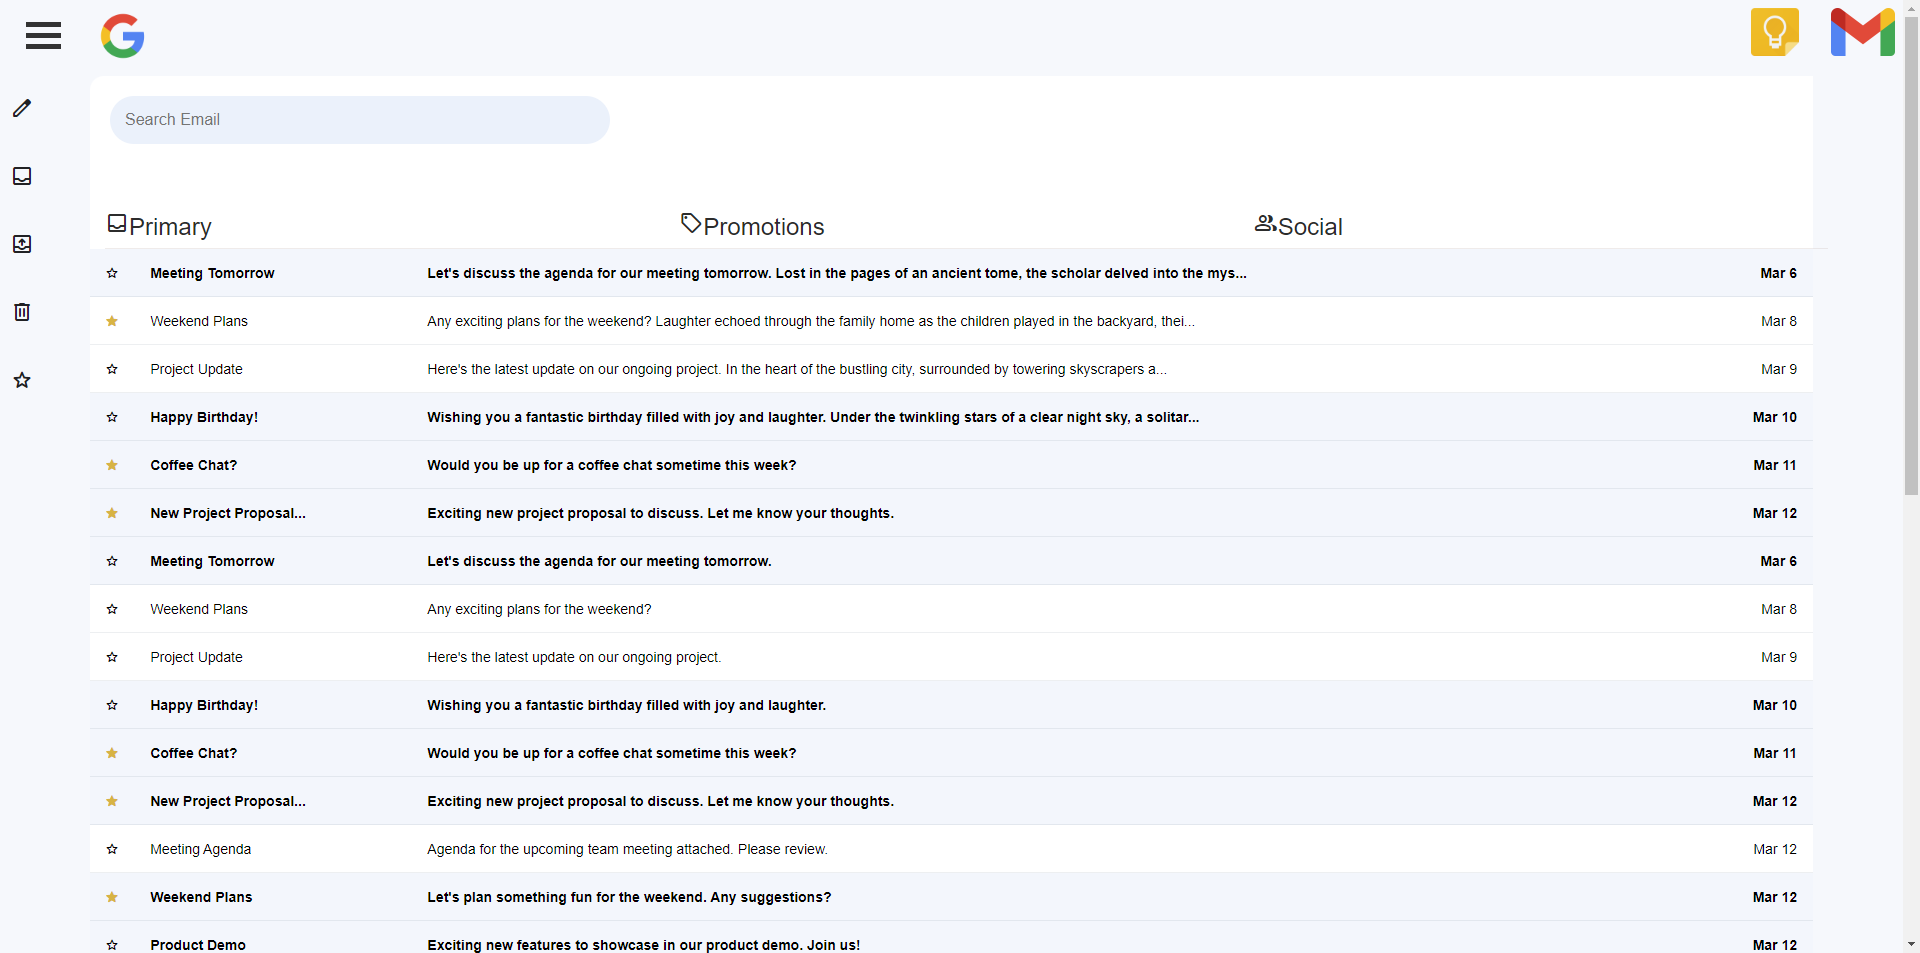 Search Email
Primary Promotions Social
Meeting Tomorrow Let's discuss the agenda for our meeting tomorrow. Lost in the pages of an ancient tome, the scholar delved into the mys... Mar 6
Weekend Plans Any exciting plans for the weekend? Laughter echoed through the family home as the children played in the backyard, thei... Mar 8
Project Update Here's the latest update on our ongoing project. In the heart of the bustling city, surrounded by towering skyscrapers a... Mar 9
Happy Birthday! Wishing you a fantastic birthday filled with joy and laughter. Under the twinkling stars of a clear night sky, a solitar... Mar 10
Coffee Chat? Would you be up for a coffee chat sometime this week? Mar 11
New Project Proposal... Exciting new project proposal to discuss. Let me know your thoughts. Mar 12
Meeting Tomorrow Let's discuss the agenda for our meeting tomorrow. Mar 6
Weekend Plans Any exciting plans for the weekend? Mar 8
Project Update Here's the latest update on our ongoing project. Mar 9
Happy Birthday! Wishing you a fantastic birthday filled with joy and laughter. Mar 10
Coffee Chat? Would you be up for a coffee chat sometime this week? Mar 11
New Project Proposal... Exciting new project proposal to discuss. Let me know your thoughts. Mar 12
Meeting Agenda Agenda for the upcoming team meeting attached. Please review. Mar 12
Weekend Plans Let's plan something fun for the weekend. Any suggestions? Mar 12
Product Demo Exciting new features to showcase in our product demo. Join us! Mar 12